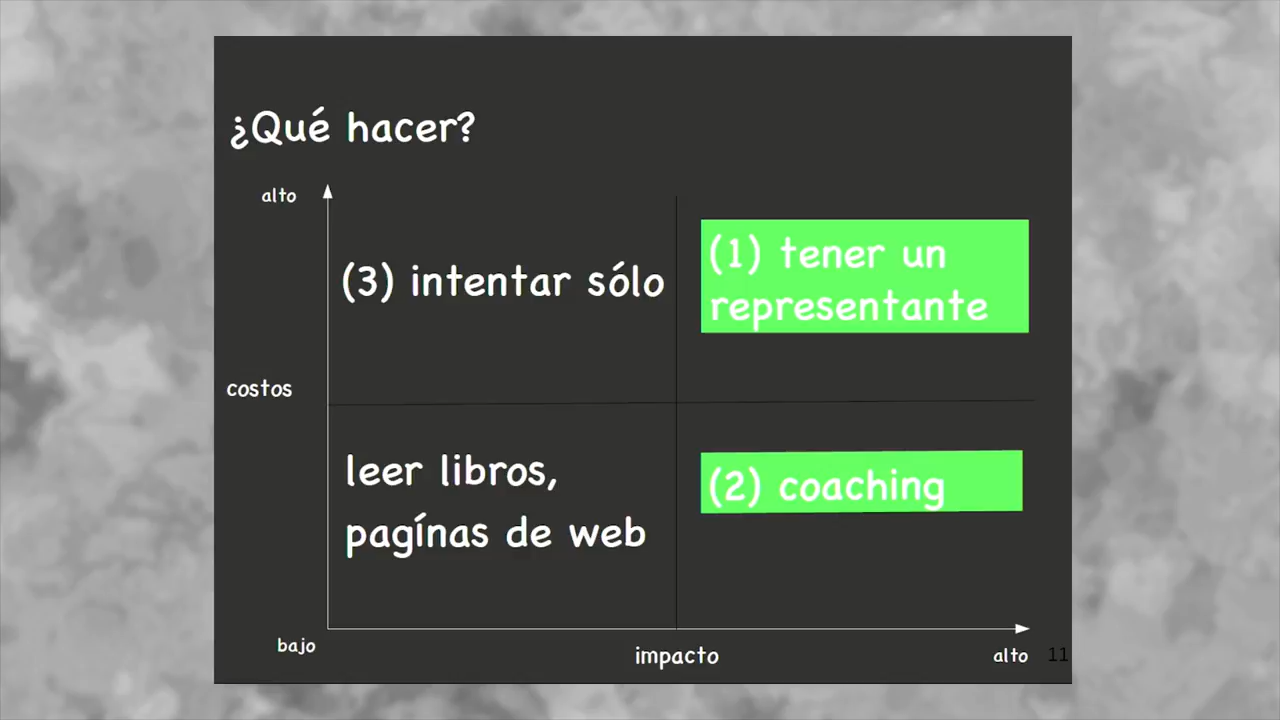 ¿Qué hacer?
alto
(3) intentar sólo
(1) tener un
representante
costos
leer libros,
pagínas de web
(2) coaching
bajo
impacto
alto
11